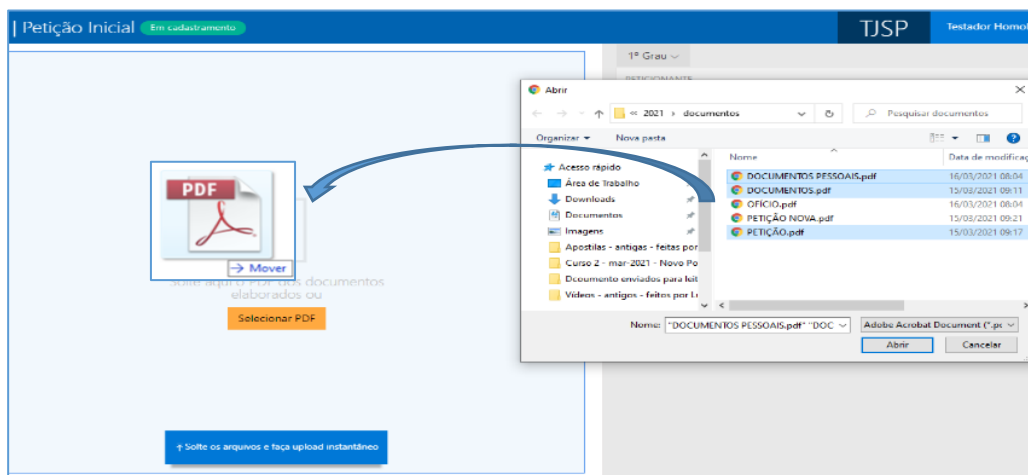 | Petição Inicial Em cadastramento TJSP Testador Homol
1º Grau
PETICIONANTE
Abrir
« 2021 › documentos Pesquisar documentos
Organizar Nova pasta
Nome Data de modificaç
Acesso rápido
Área de Trabalho
Downloads
Documentos
Imagens
Apostilas - antigas - feitas por
Curso 2 - mar-2021 - Novo Po
Dcoumento enviados para leit
Vídeos - antigos - feitos por Lu
DOCUMENTOS PESSOAIS.pdf 16/03/2021 08:04
DOCUMENTOS.pdf 15/03/2021 09:11
OFÍCIO.pdf 16/03/2021 08:04
PETIÇÃO NOVA.pdf 15/03/2021 09:21
PETIÇÃO.pdf 15/03/2021 09:17
Nome: "DOCUMENTOS PESSOAIS.pdf" "DOC Adobe Acrobat Document (*.pc
Abrir Cancelar
PDF
→ Mover
Solte aqui o PDF dos documentos
elaborados ou
Selecionar PDF
↑ Solte os arquivos e faça upload instantâneo